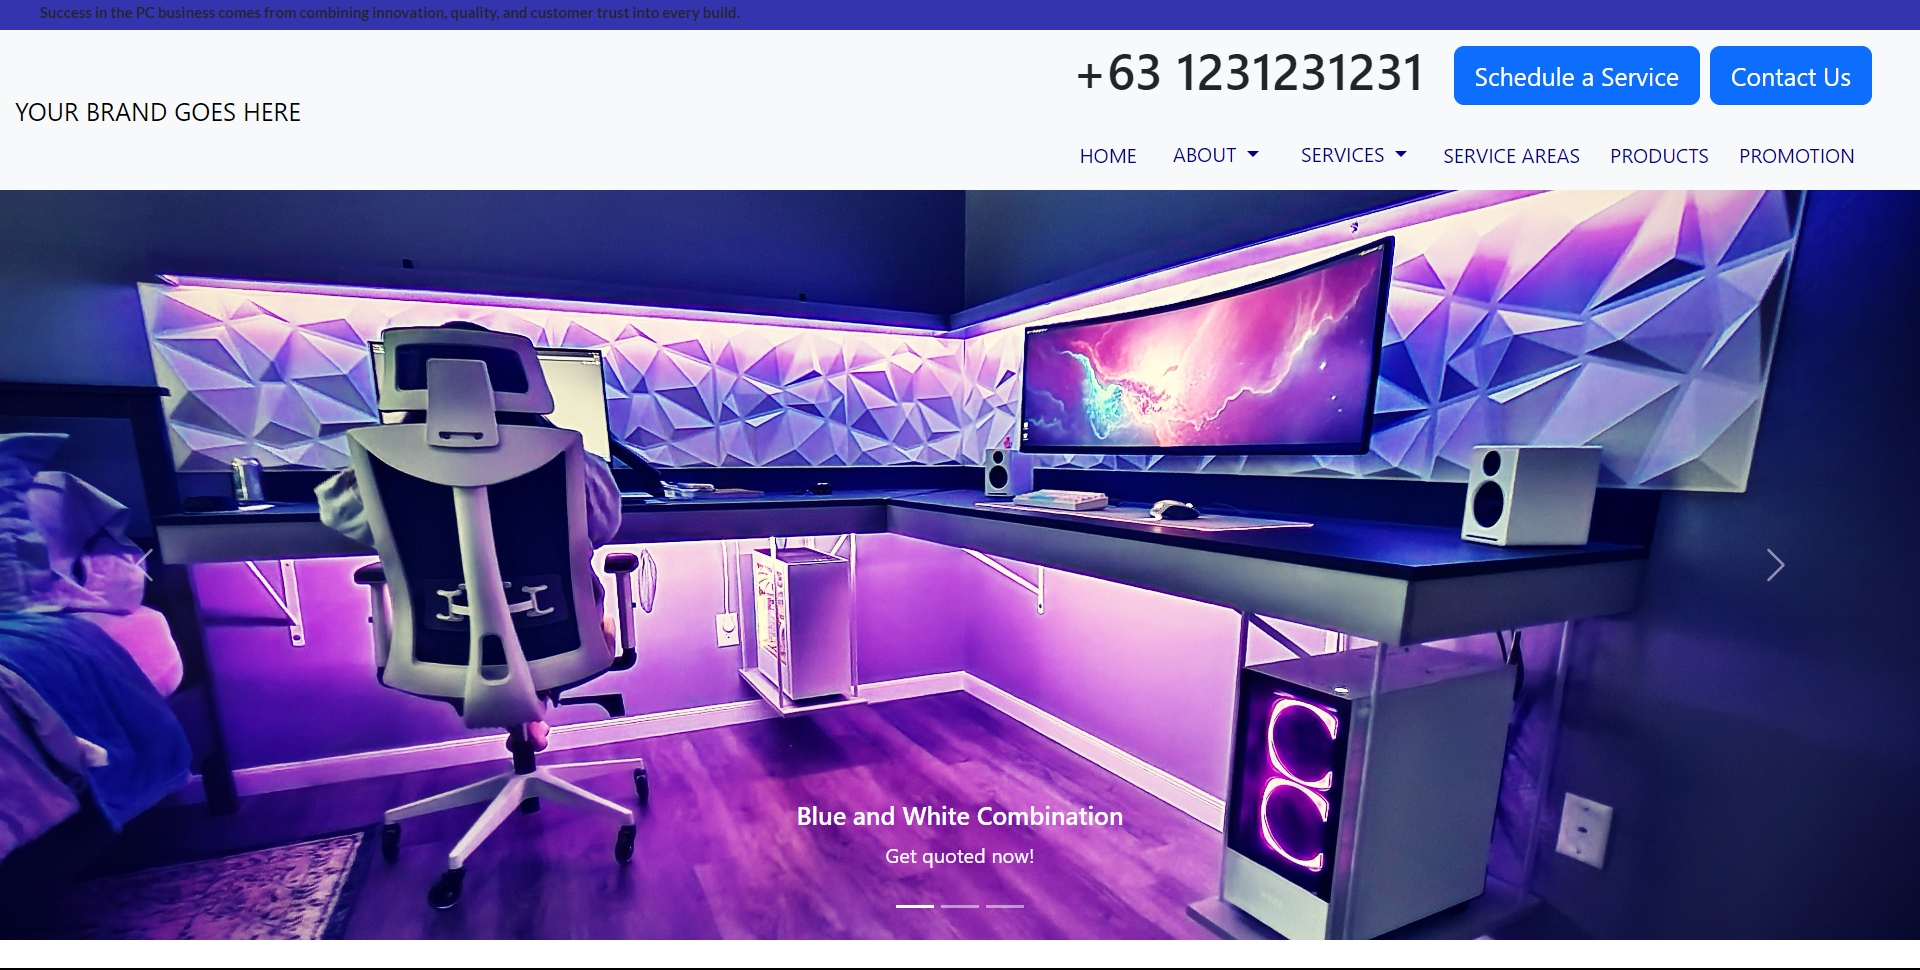 Success in the PC business comes from combining innovation, quality, and customer trust into every build.
+63 1231231231
Schedule a Service
Contact Us
YOUR BRAND GOES HERE
HOME
ABOUT
SERVICES
SERVICE AREAS
PRODUCTS
PROMOTION
Blue and White Combination
Get quoted now!